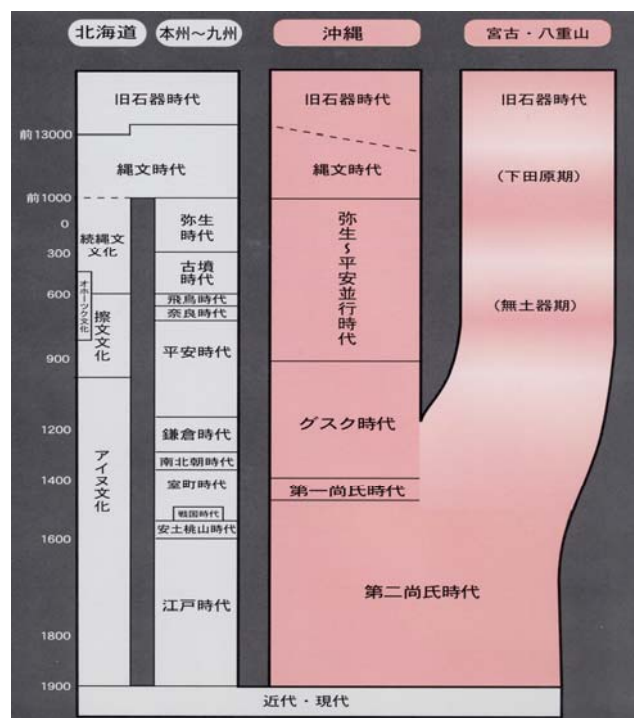 北海道
本州～九州
沖縄
宮古・八重山
旧石器時代
旧石器時代
旧石器時代
前13000
縄文時代
縄文時代
(下田原期)
前1000
0
300
600
900
1200
1400
1600
1800
1900
続縄文
文化
オホーツク文化
擦文文化
アイヌ文化
弥生
時代
古墳
時代
飛鳥時代
奈良時代
平安時代
鎌倉時代
南北朝時代
室町時代
戦国時代
安土桃山時代
江戸時代
弥生～平安並行時代
グスク時代
第一尚氏時代
第二尚氏時代
(無土器期)
近代・現代